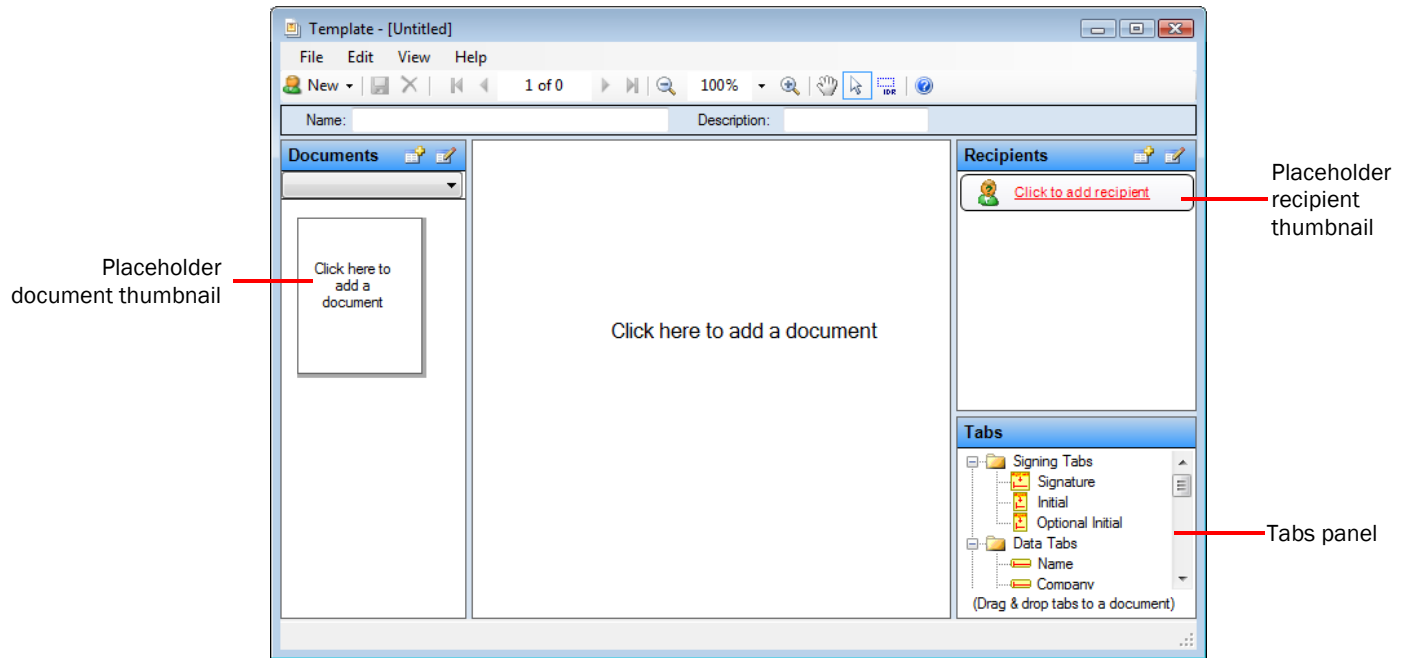 Template - [Untitled]
File Edit View Help
New 1 of 0 100% IDR
Name: Description:
Documents
Click here to
add a
document
Click here to add a document
Recipients
Click to add recipient
Tabs
Signing Tabs
Signature
Initial
Optional Initial
Data Tabs
Name
Company
(Drag & drop tabs to a document)
Placeholder
document thumbnail
Placeholder
recipient
thumbnail
Tabs panel